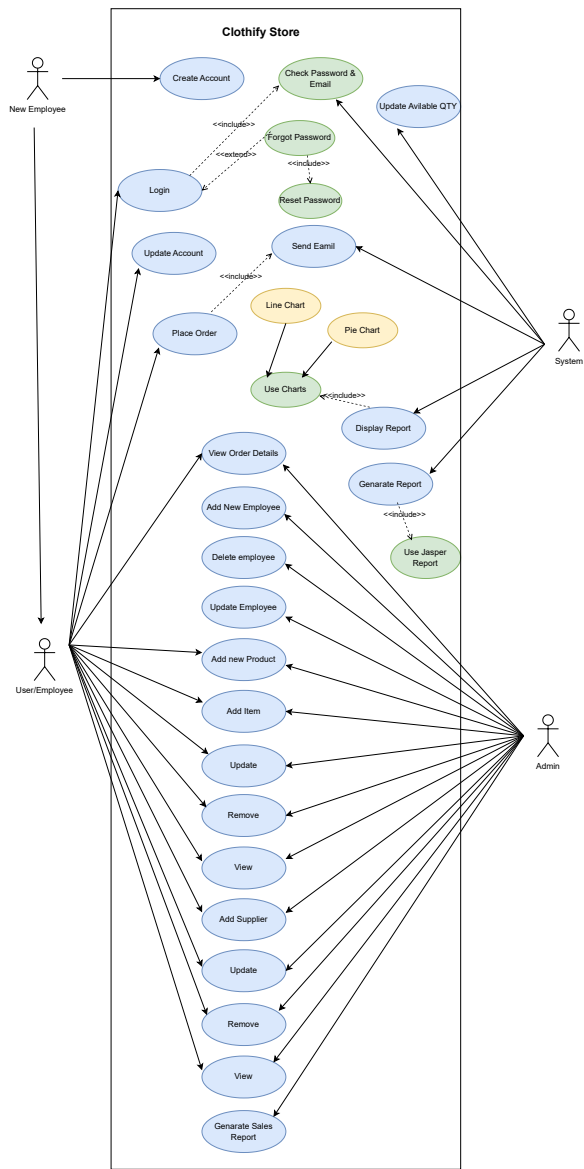 Clothify Store
New Employee
Create Account
Check Password &
Email
Update Avilable QTY
<<include>>
Forgot Password
<<extend>>
<<include>>
Login
Reset Password
Send Eamil
Update Account
<<include>>
Line Chart
Pie Chart
Place Order
System
Use Charts
<<include>>
Display Report
View Order Details
Genarate Report
Add New Employee
<<include>>
Delete employee
Use Jasper
Report
Update Employee
Add new Product
User/Employee
Add Item
Update
Admin
Remove
View
Add Supplier
Update
Remove
View
Genarate Sales
Report